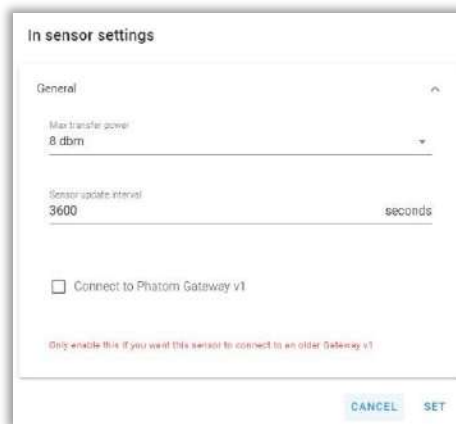 In sensor settings
General
Max transfer power
8 dbm
Sensor update interval
3600 seconds
Connect to Phatom Gateway v1
Only enable this if you want this sensor to connect to an older Gateway v1
CANCEL SET